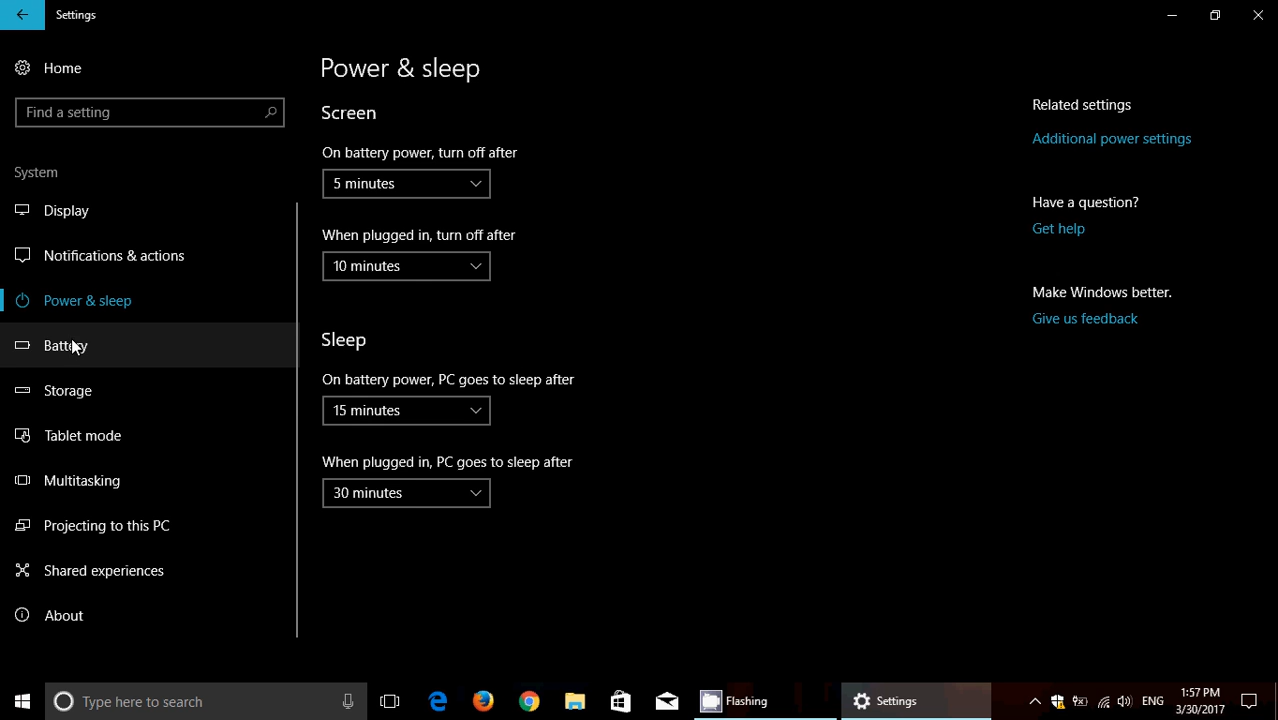 Settings
Home
Find a setting
System
Display
Notifications & actions
Power & sleep
Battery
Storage
Tablet mode
Multitasking
Projecting to this PC
Shared experiences
About
Power & sleep
Screen
On battery power, turn off after
5 minutes
When plugged in, turn off after
10 minutes
Sleep
On battery power, PC goes to sleep after
15 minutes
When plugged in, PC goes to sleep after
30 minutes
Related settings
Additional power settings
Have a question?
Get help
Make Windows better.
Give us feedback
Type here to search
Flashing
Settings
ENG
1:57 PM
3/30/2017